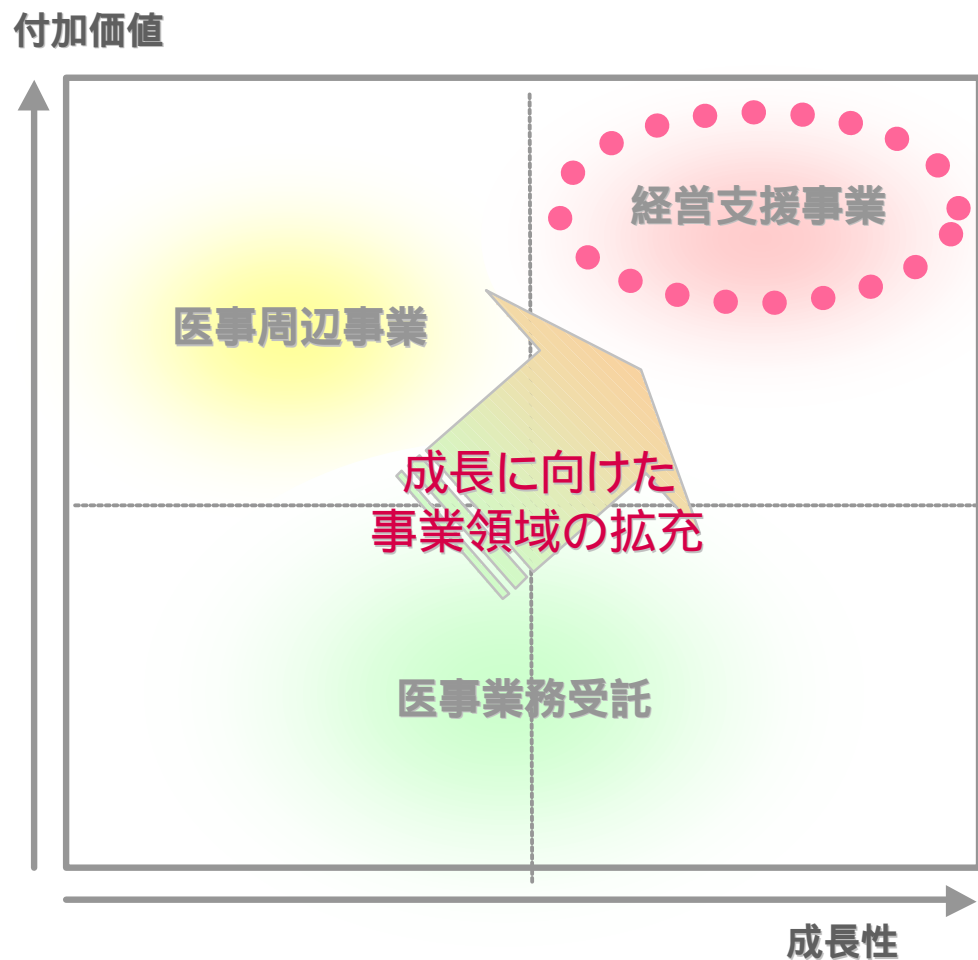 付加価値
経営支援事業
医事周辺事業
成長に向けた
事業領域の拡充
医事業務受託
成長性